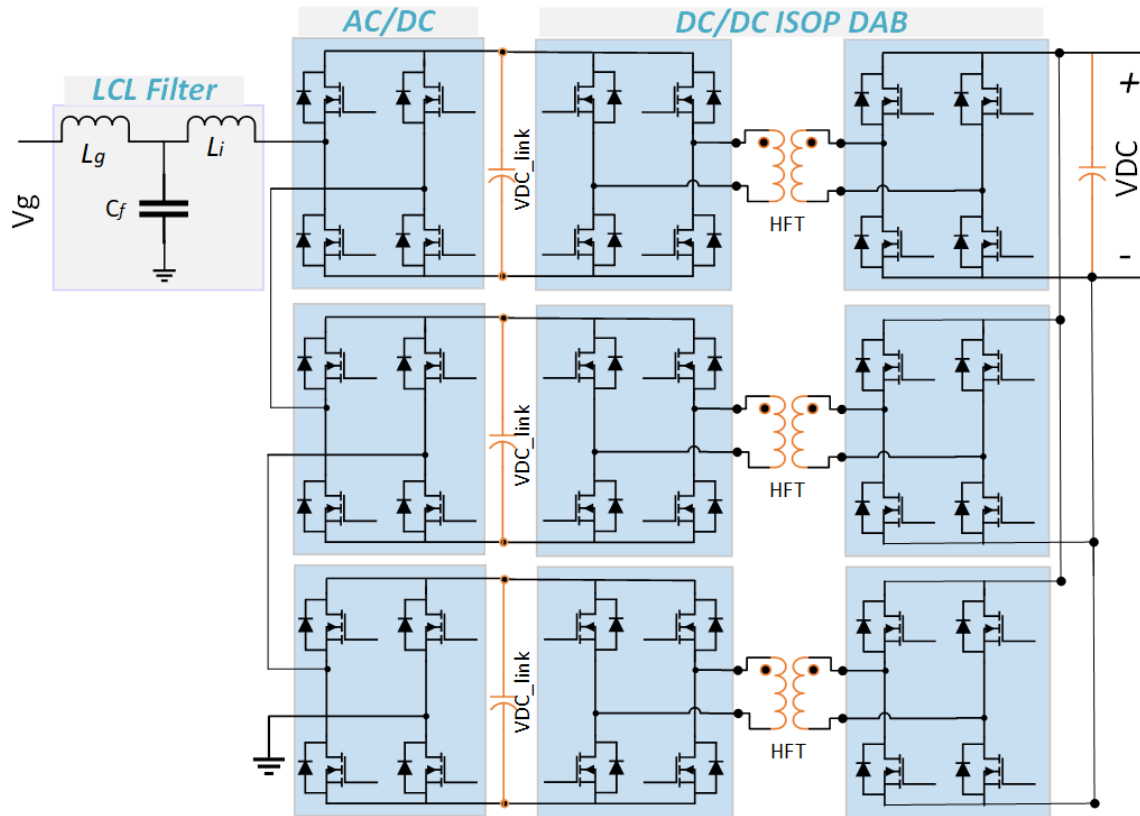 AC/DC
DC/DC ISOP DAB
LCL Filter
Lg
Li
Cf
Vg
VDC_link
HFT
+
VDC
-
VDC_link
HFT
VDC_link
HFT